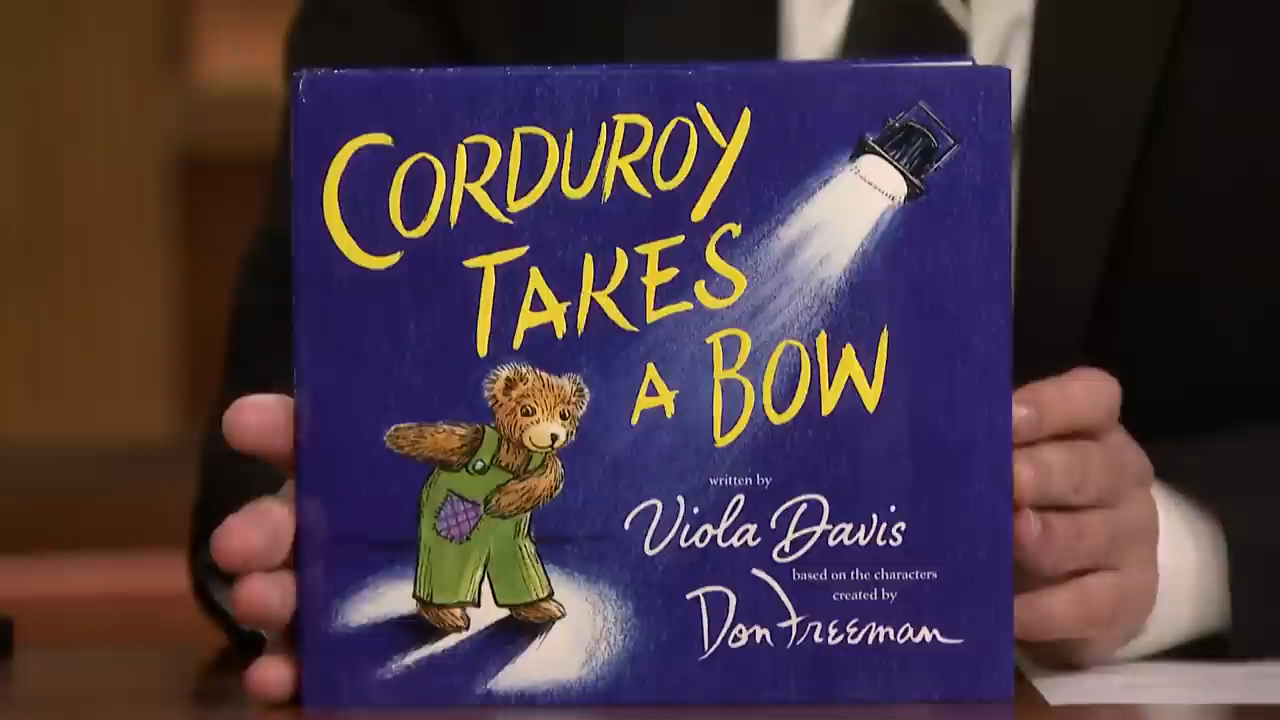 CORDUROY
TAKES
A BOW
written by
Viola Davis
based on the characters
created by
Don Freeman